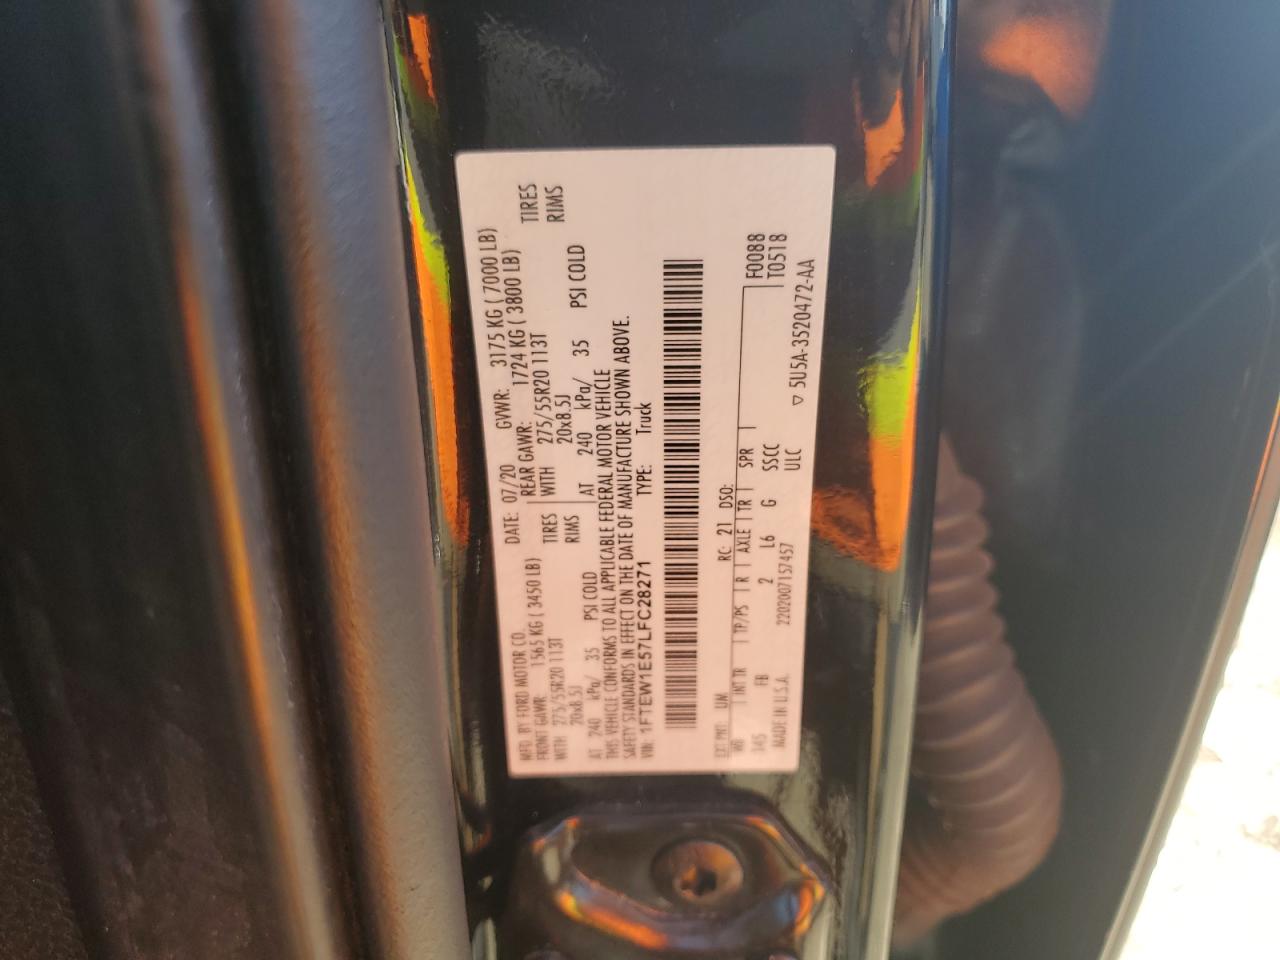 MFD. BY FORD MOTOR CO. DATE: 07/20 GVWR: 3175 KG ( 7000 LB)
FRONT GAWR: 1565 KG ( 3450 LB) REAR GAWR: 1724 KG ( 3800 LB)
WITH 275/55R20 113T TIRES WITH 275/55R20 113T TIRES
20x8.5J RIMS 20x8.5J RIMS
AT 240 kPa/ 35 PSI COLD AT 240 kPa/ 35 PSI COLD
THIS VEHICLE CONFORMS TO ALL APPLICABLE FEDERAL MOTOR VEHICLE
SAFETY STANDARDS IN EFFECT ON THE DATE OF MANUFACTURE SHOWN ABOVE.
VIN: 1FTEW1E57LFC28271 TYPE: Truck
EXT PNT: UM RC: 21 DSO: F0088
WB INT TR TP/PS R AXLE TR SPR T0518
145 FB 2 L6 G SSCC
MADE IN U.S.A. 2202007157457 ULC ▽ 5U5A-3520472-AA